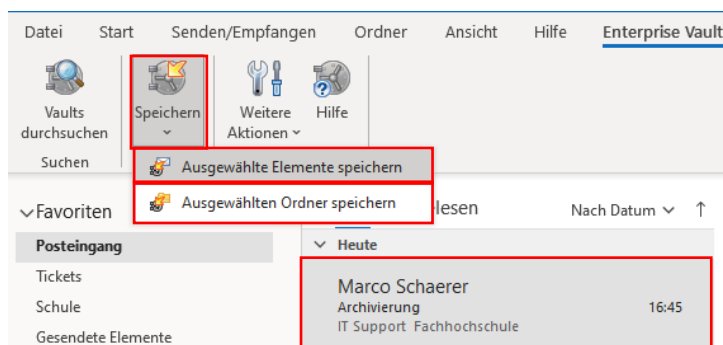 Datei Start Senden/Empfangen Ordner Ansicht Hilfe Enterprise Vault
Vaults durchsuchen
Speichern
Weitere Aktionen
Hilfe
Suchen
Ausgewählte Elemente speichern
Ausgewählten Ordner speichern
Favoriten
Posteingang
Tickets
Schule
Gesendete Elemente
lesen Nach Datum
Heute
Marco Schaerer
Archivierung 16:45
IT Support Fachhochschule